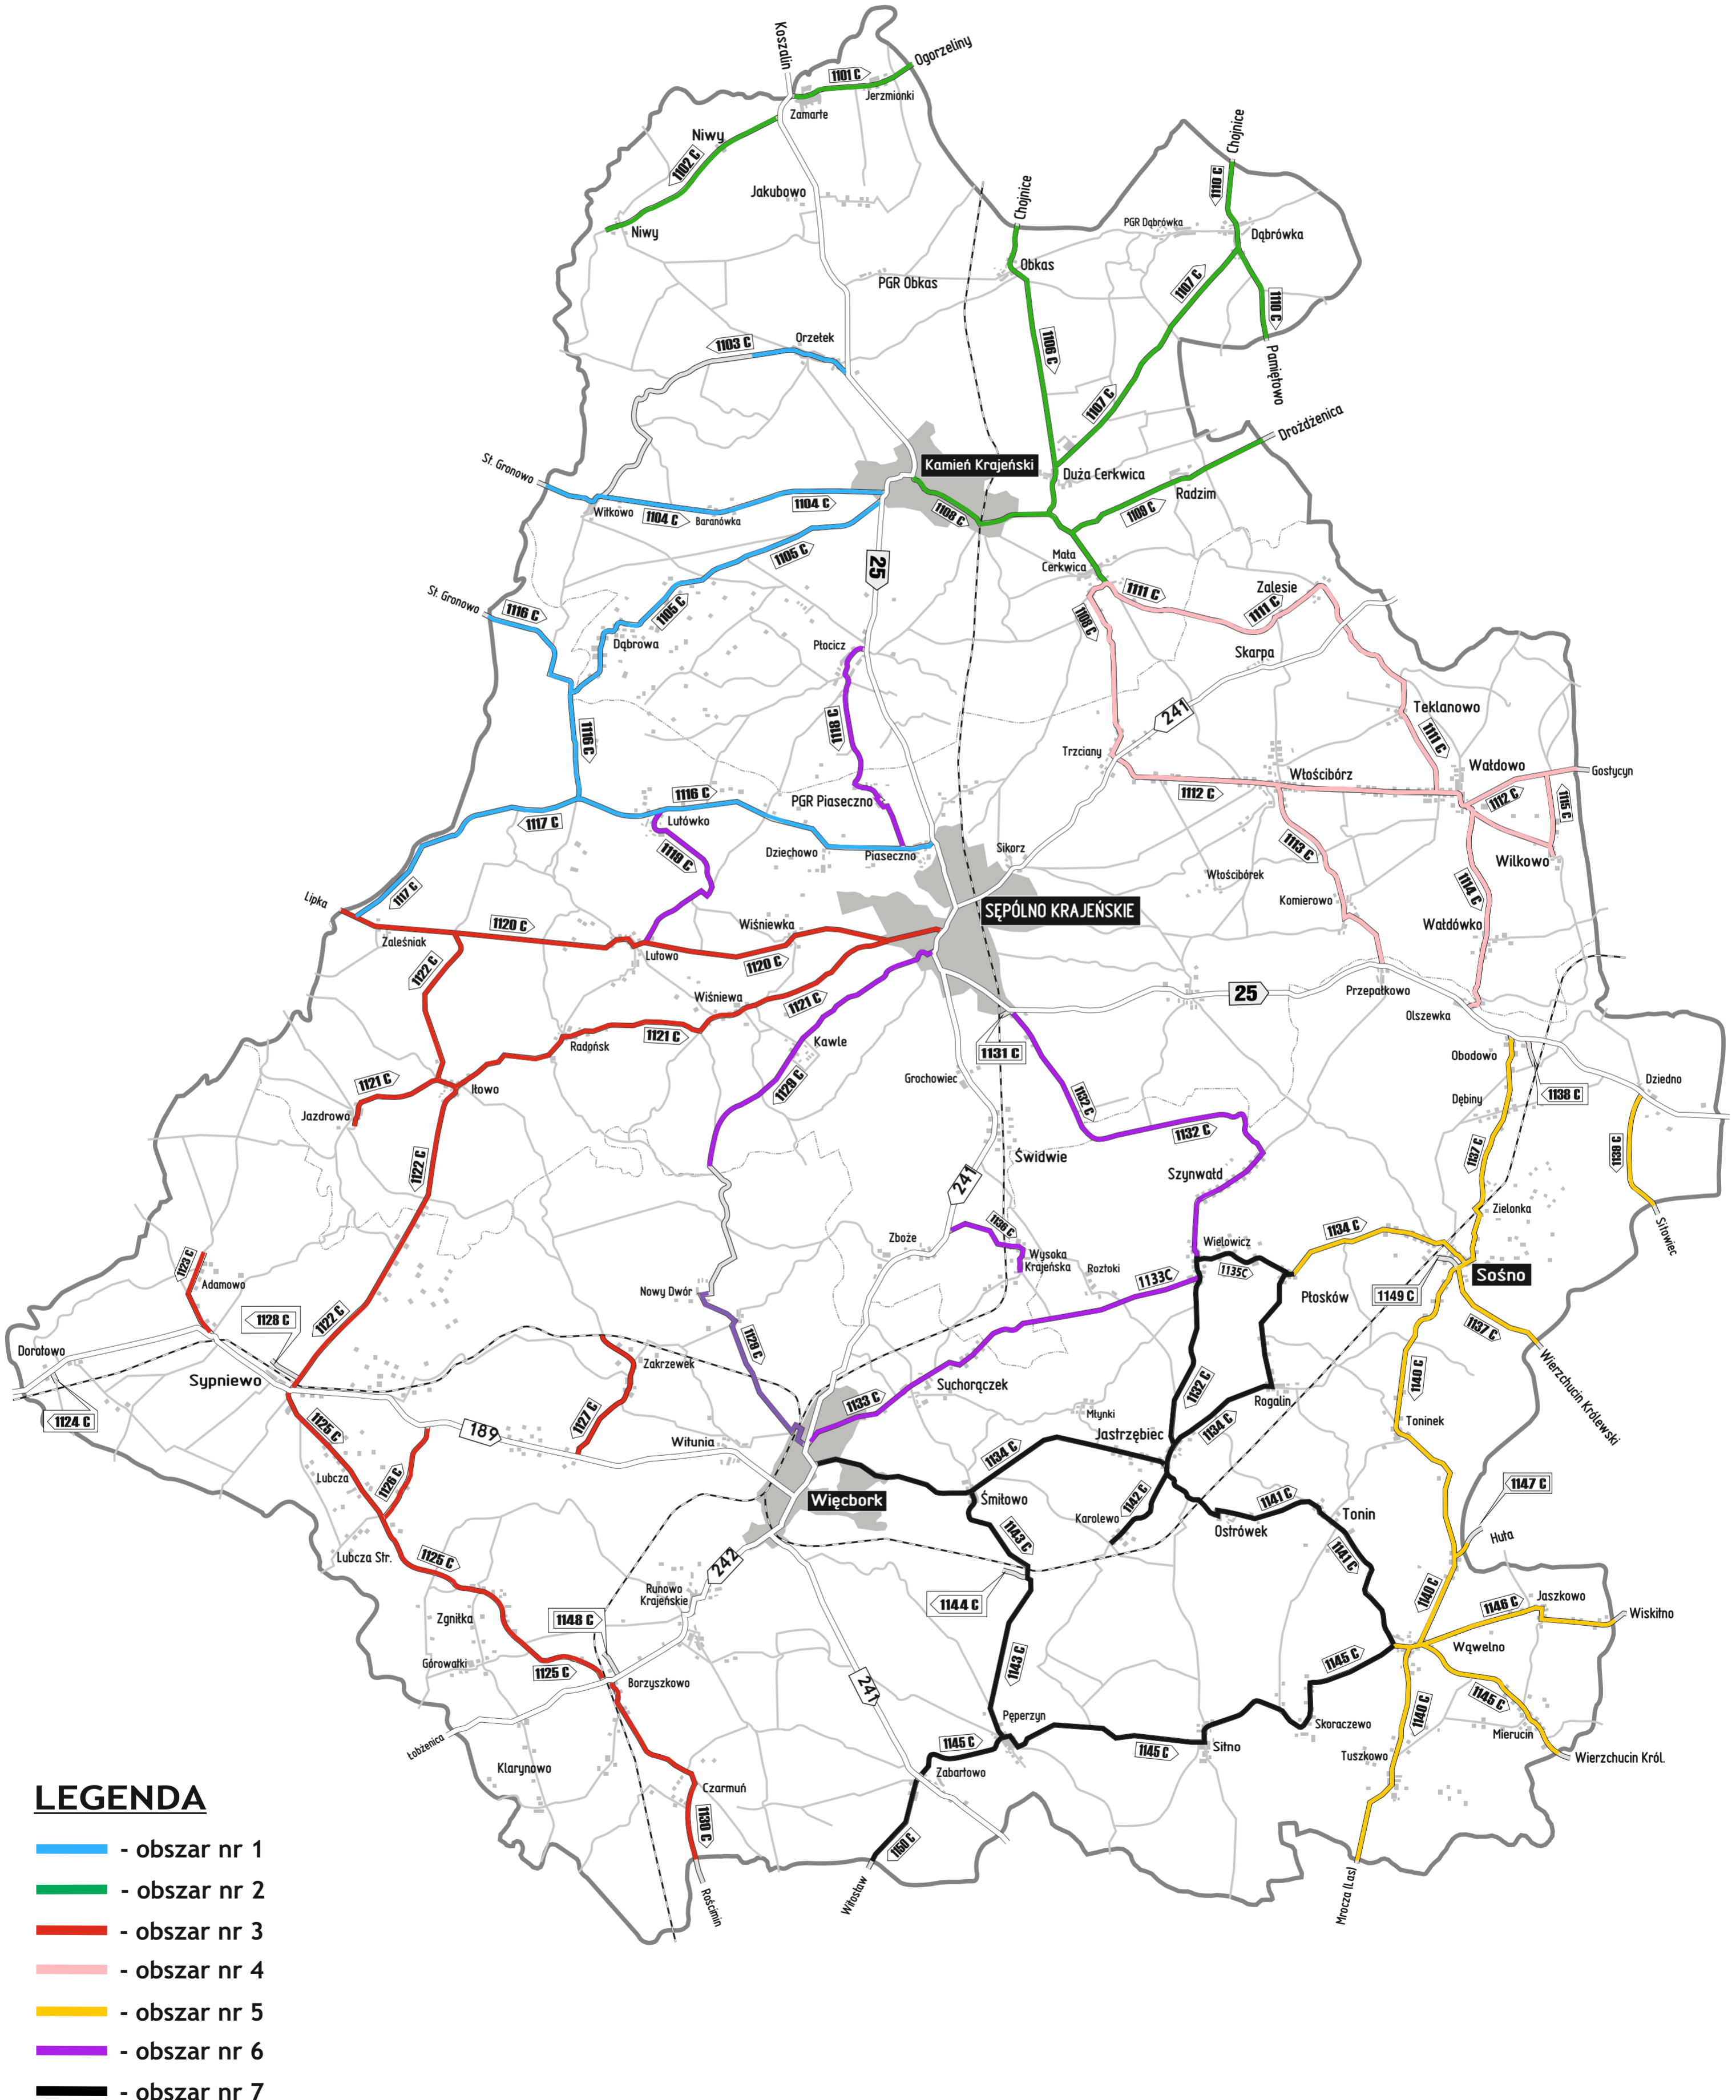 Koszalin
Ogorzeliny
1101 C
Jerzmionki
Zamarte
Niwy
1102 C
Chojnice
Jakubowo
1110 C
Chojnice
PGR Dąbrówka
Dąbrówka
Niwy
Obkas
PGR Obkas
1107 C
1110 C
Orzełek
1103 C
1106 C
Pamiętowo
1107 C
Drożdżenica
Kamień Krajeński
St. Gronowo
Duża Cerkwica
Radzim
Witkowo
1104 C
1104 C
Baranówka
1108 C
1109 C
1105 C
25
Mała
Cerkwica
St. Gronowo
1116 C
1105 C
1111 C
Zalesie
1111 C
1108 C
Dąbrowa
Płocicz
Skarpa
1116 C
1118 C
241
Teklanowo
1111 C
Trzciany
Włościbórz
Wałdowo
Gostycyn
1116 C
PGR Piaseczno
1112 C
1112 C
1115 C
1117 C
Lutówko
1119 C
Dziechowo
Piaseczno
Sikorz
1113 C
Wilkowo
Włościbórek
1117 C
Lipka
Komierowo
1114 C
SĘPÓLNO KRAJEŃSKIE
1120 C
Wiśniewka
Wałdówko
Zaleśniak
Lutowo
1120 C
1122 C
Wiśniewa
1121 C
25
Przepałkowo
Olszewka
1121 C
Radońsk
Kawle
1131 C
Obodowo
1121 C
Iłowo
1129 C
Grochowiec
Dziedno
1138 C
Jazdrowo
1132 C
Dębiny
1132 C
1122 C
Świdwie
1137 C
1139 C
Szynwałd
241
Zielonka
Sitowiec
1136 C
1134 C
Zboże
Wysoka
Krajeńska
Wielowicz
1123 C
Adamowo
Roztoki
1133C
1135C
Sośno
Nowy Dwór
Płosków
1149 C
1128 C
1122 C
1129 C
1137 C
Dorotowo
Zakrzewek
Wierzchucin Królewski
Sypniewo
Suchorączek
1132 C
1140 C
1124 C
1133 C
Rogalin
1125 C
1127 C
Młynki
Jastrzębiec
1134 C
Toninek
189
Witunia
1134 C
Lubcza
1126 C
1147 C
Więcbork
Śmiłowo
1142 C
1141 C
Karolewo
Ostrówek
Tonin
Huta
1143 C
Lubcza Str.
1125 C
242
1141 C
Runowo
Krajeńskie
1144 C
1140 C
1146 C
Jaszkowo
Wiskitno
Zgniłka
1148 C
Wąwelno
Górowatki
1125 C
1143 C
1145 C
Borzyszkowo
241
1145 C
1140 C
Pęperzyn
Skoraczewo
Mierucin
Łobżenica
1145 C
1145 C
Sitno
Tuszkowo
Wierzchucin Król.
Klarynowo
Zabartowo
Czarmuń
1130 C
1150 C
Witosław
Rościmin
Mrocza (Las)
LEGENDA
- obszar nr 1
- obszar nr 2
- obszar nr 3
- obszar nr 4
- obszar nr 5
- obszar nr 6
- obszar nr 7